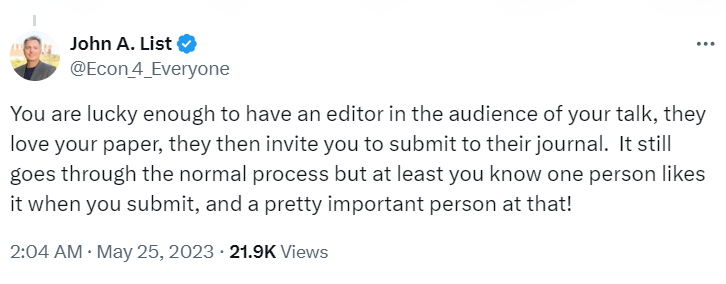 John A. List
@Econ_4_Everyone
You are lucky enough to have an editor in the audience of your talk, they
love your paper, they then invite you to submit to their journal.  It still
goes through the normal process but at least you know one person likes
it when you submit, and a pretty important person at that!
2:04 AM · May 25, 2023 · 21.9K Views